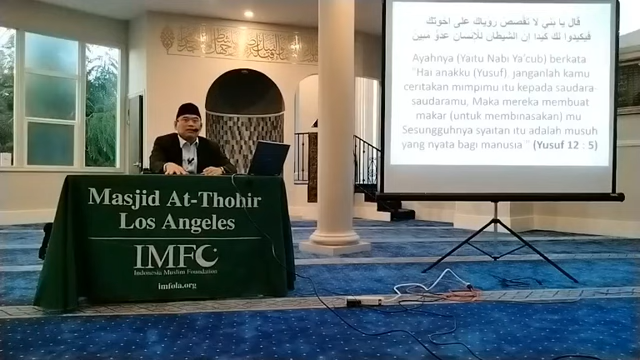 قال يا بني لا تقصص رؤياك على اخوتك
فيكيدوا لك كيدا ان الشيطان للأنسان عدو مبين
Ayahnya (Yaitu Nabi Ya'cub) berkata
"Hai anakku (Yusuf) janganlah kamu
ceritakan mimpimu itu kepada saudara-
saudaramu, Maka mereka membuat
makar (untuk membinasakan) mu
Sesungguhnya syaitan itu adalah musuh
yang nyata bagi manusia " (Yusuf 12 : 5)
Masjid At-Thohir
Los Angeles
IMFC
Indonesia Muslim Foundation
imfola.org